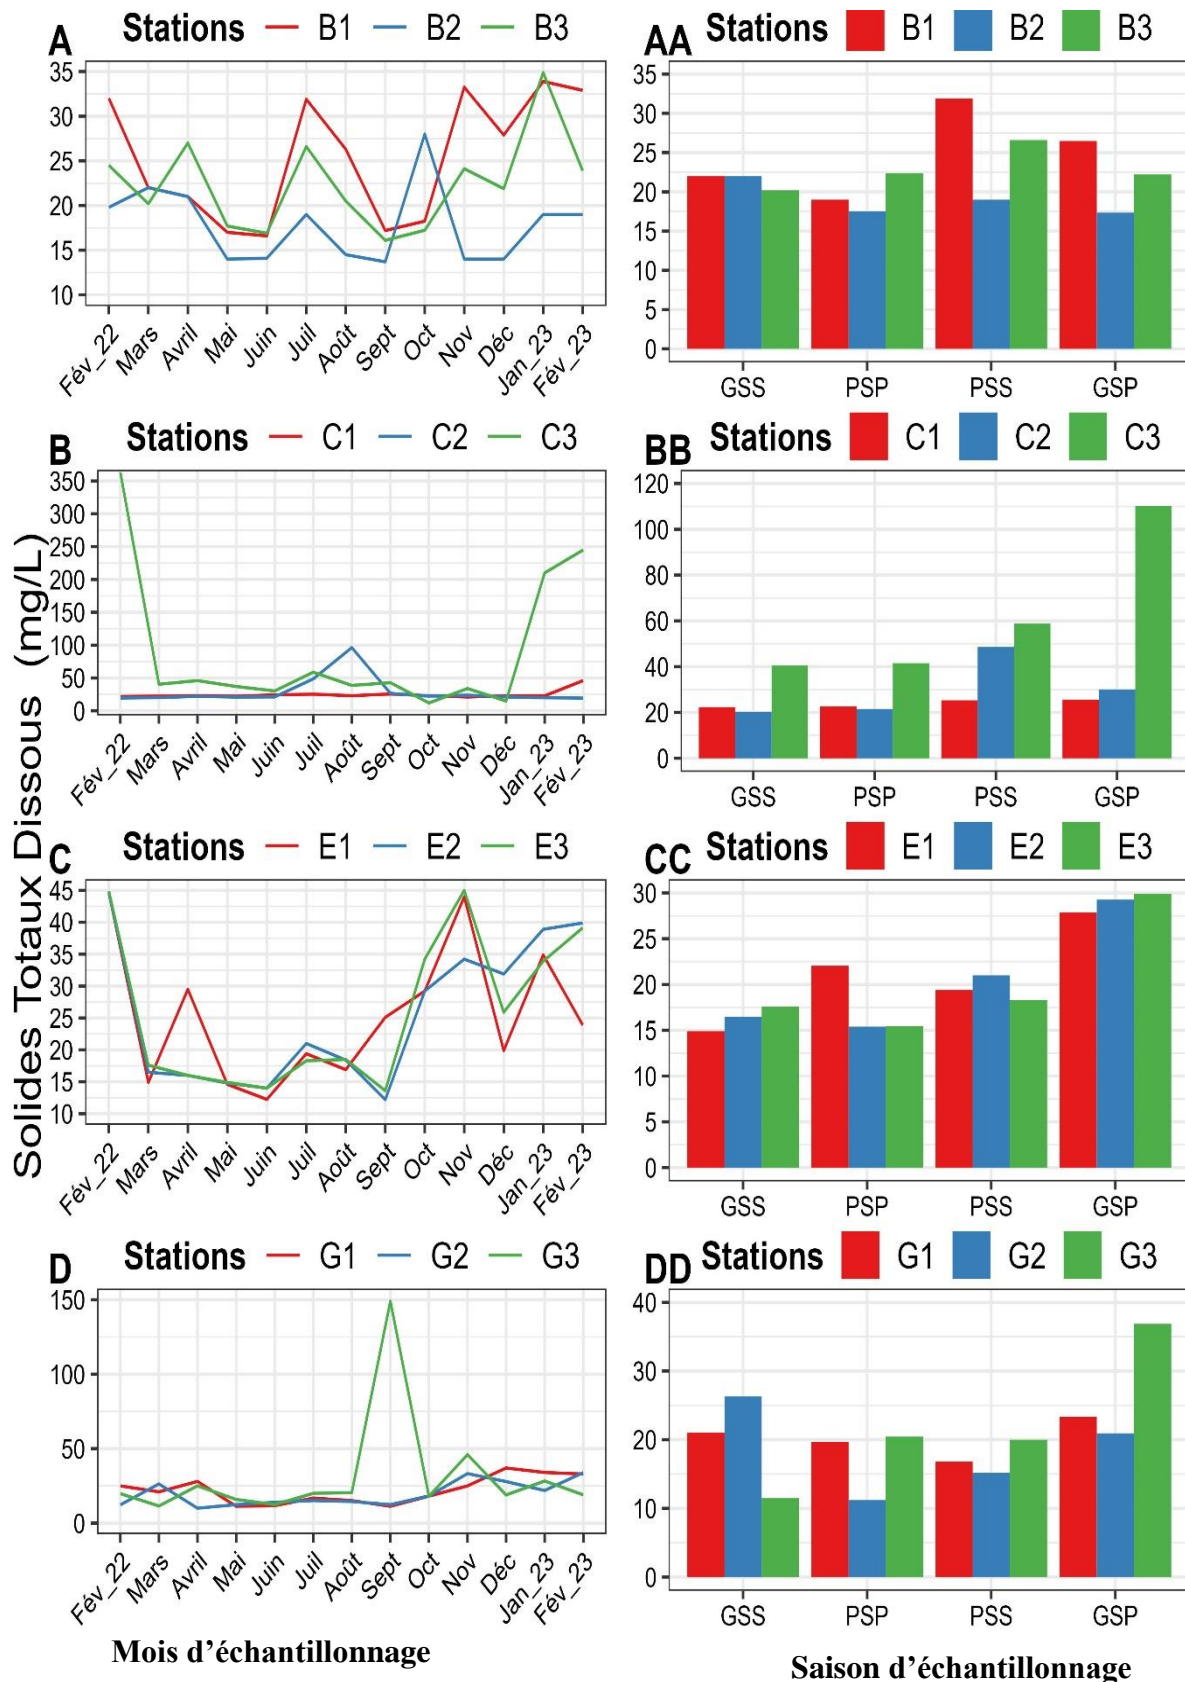 Solides Totaux Dissous (mg/L)
A Stations B1 B2 B3
35
30
25
20
15
10
Fév_22 Mars Avril Mai Juin Juil Août Sept Oct Nov Déc Jan_23 Fév_23
AA Stations B1 B2 B3
35
30
25
20
15
10
5
0
GSS PSP PSS GSP
B Stations C1 C2 C3
350
300
250
200
150
100
50
0
Fév_22 Mars Avril Mai Juin Juil Août Sept Oct Nov Déc Jan_23 Fév_23
BB Stations C1 C2 C3
120
100
80
60
40
20
0
GSS PSP PSS GSP
C Stations E1 E2 E3
45
40
35
30
25
20
15
10
Fév_22 Mars Avril Mai Juin Juil Août Sept Oct Nov Déc Jan_23 Fév_23
CC Stations E1 E2 E3
30
25
20
15
10
5
0
GSS PSP PSS GSP
D Stations G1 G2 G3
150
100
50
0
Fév_22 Mars Avril Mai Juin Juil Août Sept Oct Nov Déc Jan_23 Fév_23
DD Stations G1 G2 G3
40
30
20
10
0
GSS PSP PSS GSP
Mois d’échantillonnage
Saison d’échantillonnage